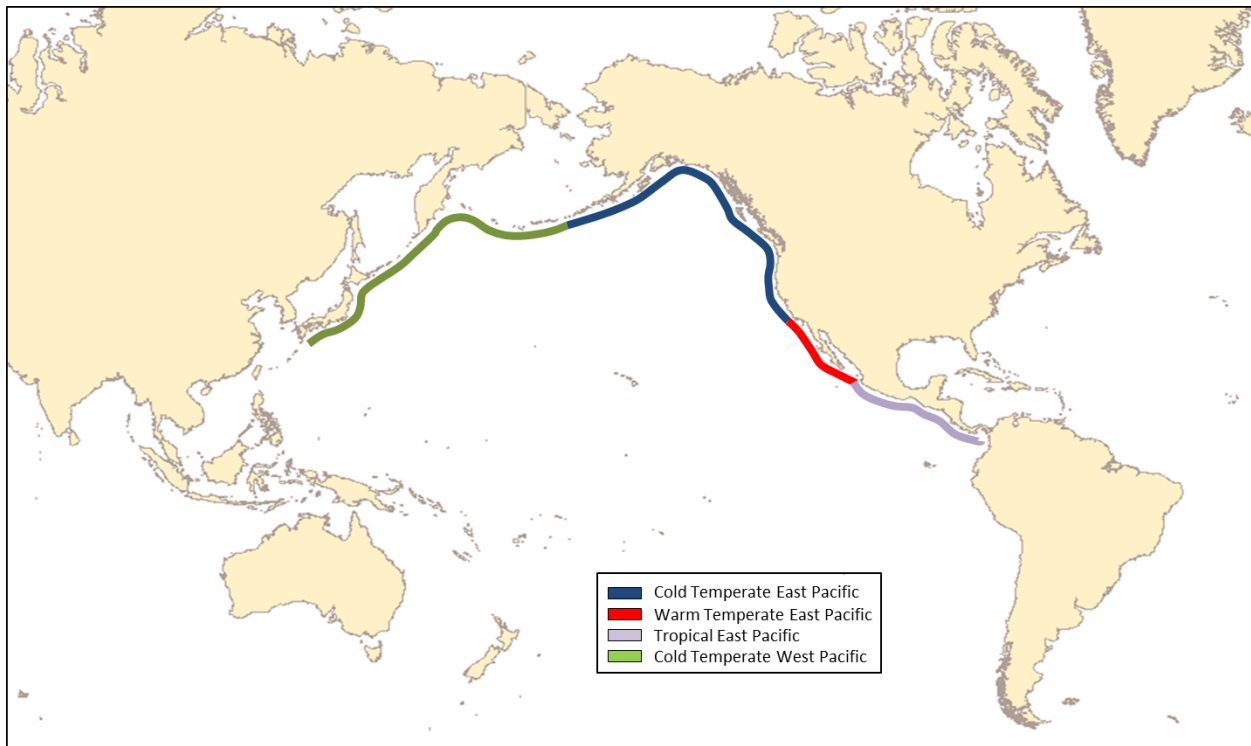 Cold Temperate East Pacific
Warm Temperate East Pacific
Tropical East Pacific
Cold Temperate West Pacific